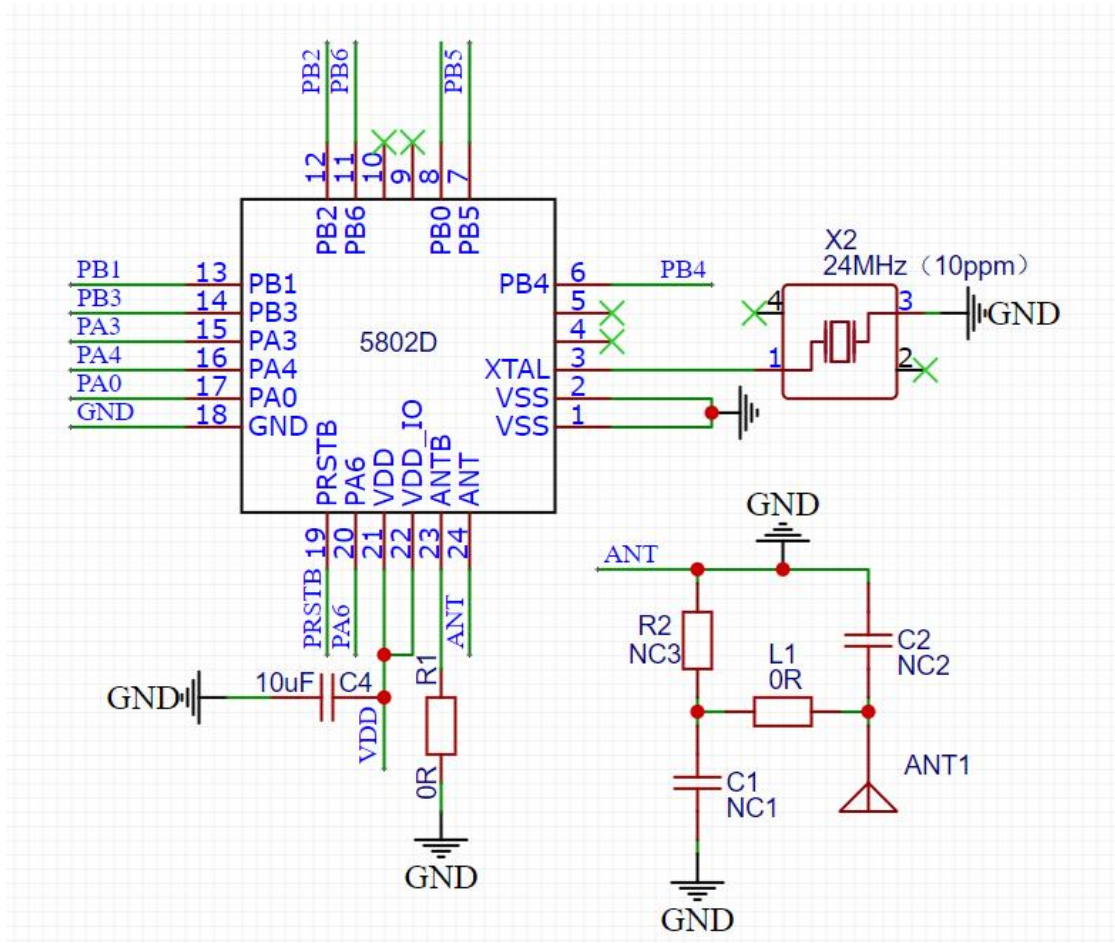 PB2
PB6
PB5
12
11
10
9
8
7
PB2
PB6
PB0
PB5
PB1
13
PB1
PB3
14
PB3
PA3
15
PA3
PA4
16
PA4
PA0
17
PA0
GND
18
GND
5802D
PB4
6
PB4
5
4
XTAL
3
VSS
2
VSS
1
X2
24MHz（10ppm）
4
3
GND
1
2
PRSTB
PA6
VDD
VDD_IO
ANTB
ANT
19
20
21
22
23
24
PRSTB
PA6
ANT
GND
10uF
C4
VDD
R1
0R
GND
GND
ANT
R2
NC3
L1
0R
C2
NC2
C1
NC1
ANT1
GND